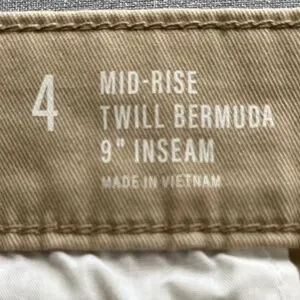 4
MID-RISE
TWILL BERMUDA
9" INSEAM
MADE IN VIETNAM